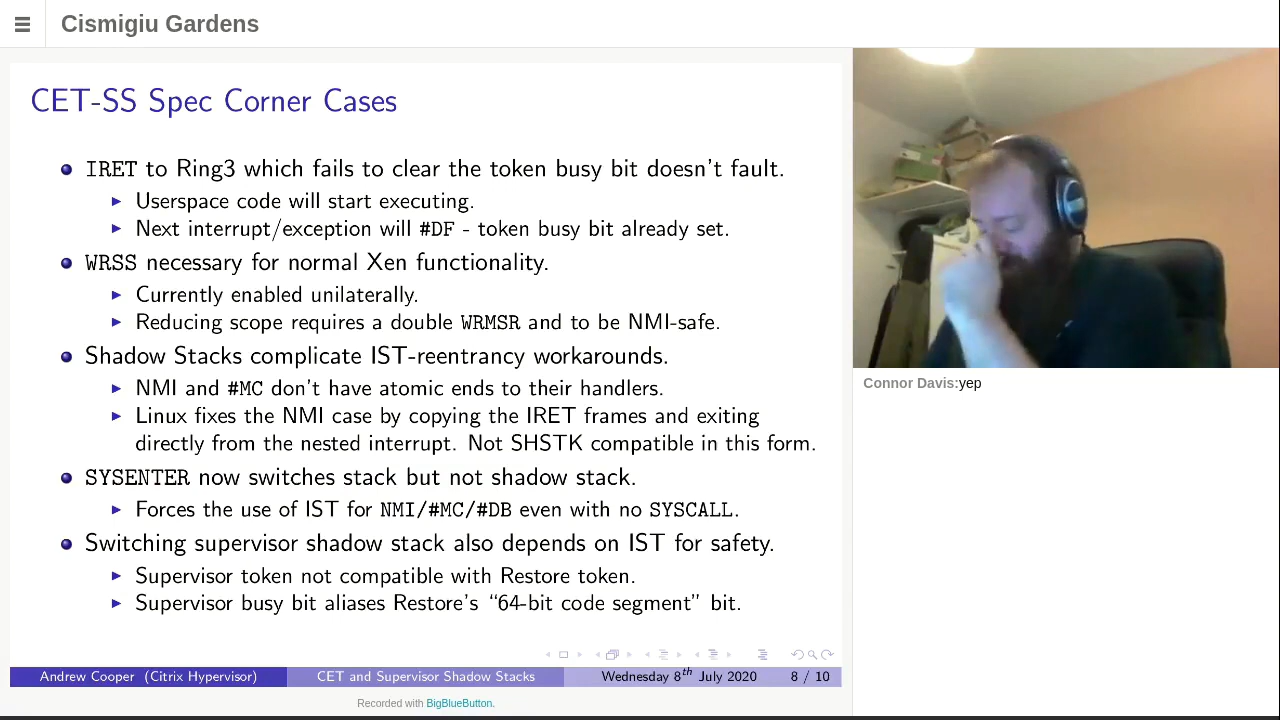 Cismigiu Gardens
CET-SS Spec Corner Cases
IRET to Ring3 which fails to clear the token busy bit doesn't fault.
Userspace code will start executing.
Next interrupt/exception will #DF - token busy bit already set.
WRSS necessary for normal Xen functionality.
Currently enabled unilaterally.
Reducing scope requires a double WRMSR and to be NMI-safe.
Shadow Stacks complicate IST-reentrancy workarounds.
NMI and #MC don't have atomic ends to their handlers.
Linux fixes the NMI case by copying the IRET frames and exiting
directly from the nested interrupt. Not SHSTK compatible in this form.
SYSENTER now switches stack but not shadow stack.
Forces the use of IST for NMI/#MC/#DB even with no SYSCALL.
Switching supervisor shadow stack also depends on IST for safety.
Supervisor token not compatible with Restore token.
Supervisor busy bit aliases Restore's “64-bit code segment” bit.
Andrew Cooper (Citrix Hypervisor) CET and Supervisor Shadow Stacks Wednesday 8th July 2020 8 / 10
Recorded with BigBlueButton.
Connor Davis:yep